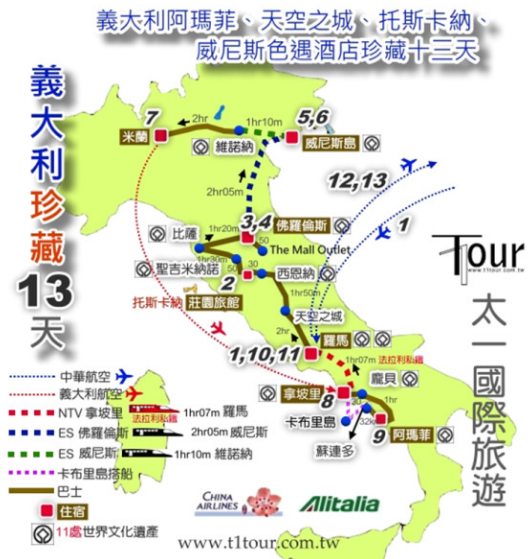 義大利阿瑪菲、天空之城、托斯卡納、
威尼斯色遇酒店珍藏十三天
義大利珍藏13天
7
米蘭
2hr
維諾納
1hr10m
5,6
威尼斯島
12,13
1
2hr05m
比薩
1hr20m
3,4
佛羅倫斯
50
The Mall Outlet
1hr30m
聖吉米納諾
50
30
西恩納
2
莊園旅館
1hr50m
托斯卡納
天空之城
2hr
羅馬
1,10,11
1hr07m
法拉利私鐵
龐貝
拿坡里
8
30
1hr
卡布里島
32k
9
阿瑪菲
蘇連多
T1our
www.t1tour.com.tw
太一國際旅遊
中華航空
義大利航空
NTV 拿坡里
法拉利私鐵
1hr07m 羅馬
ES 佛羅倫斯
2hr05m 威尼斯
ES 威尼斯
1hr10m 維諾納
卡布里島搭船
巴士
住宿
11處世界文化遺產
CHINA AIRLINES
Alitalia
www.t1tour.com.tw